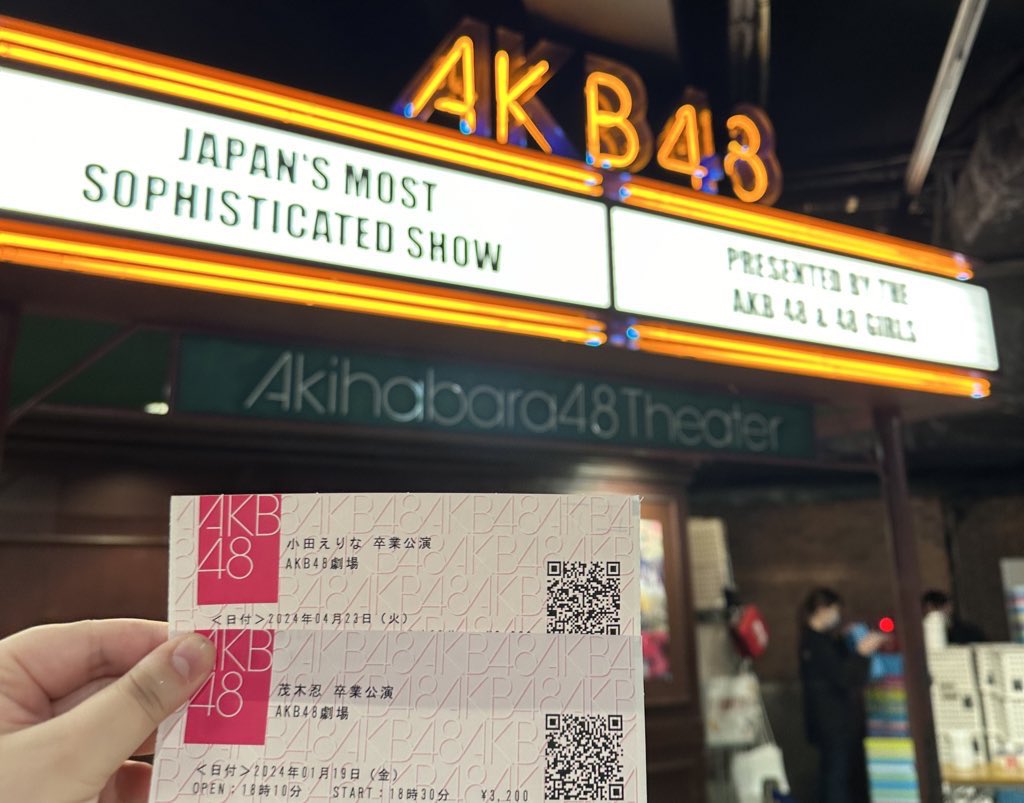 AKB48
JAPAN'S MOST
SOPHISTICATED SHOW
PRESENTED BY THE
AKB 48 & 48 GIRLS
Akihabara48Theater
AKB
48
小田えりな 卒業公演
AKB48劇場
＜日付＞2024年04月23日（火）
AKB
48
茂木忍 卒業公演
AKB48劇場
＜日付＞2024年01月19日（金）
OPEN：18時10分 START：18時30分 ¥3,200